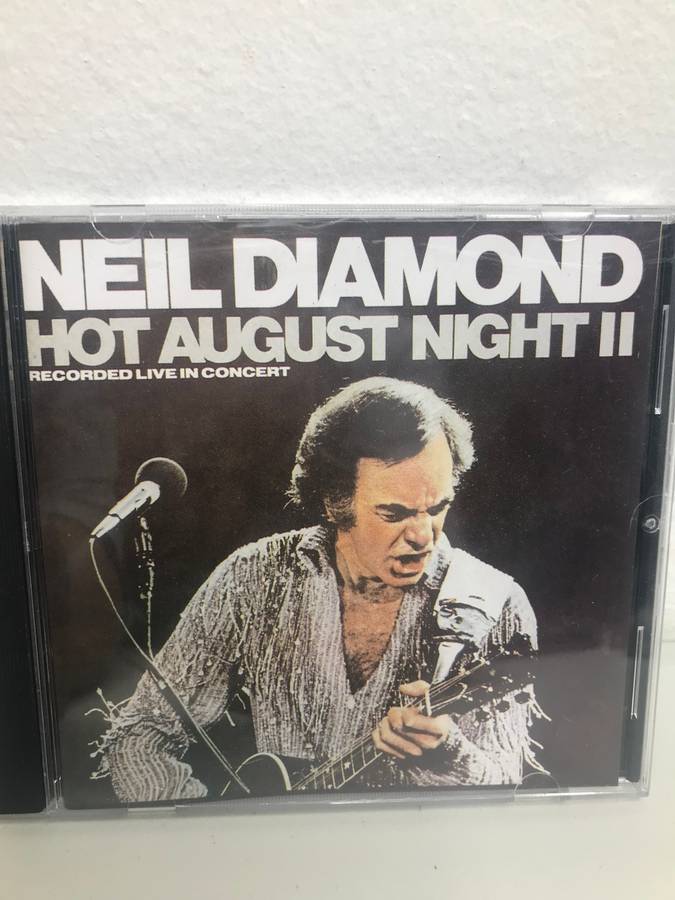 NEIL DIAMOND
HOT AUGUST NIGHT II
RECORDED LIVE IN CONCERT